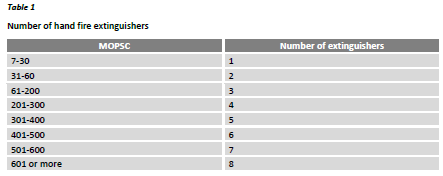 Table 1
Number of hand fire extinguishers
MOPSC Number of extinguishers
7-30 1
31-60 2
61-200 3
201-300 4
301-400 5
401-500 6
501-600 7
601 or more 8